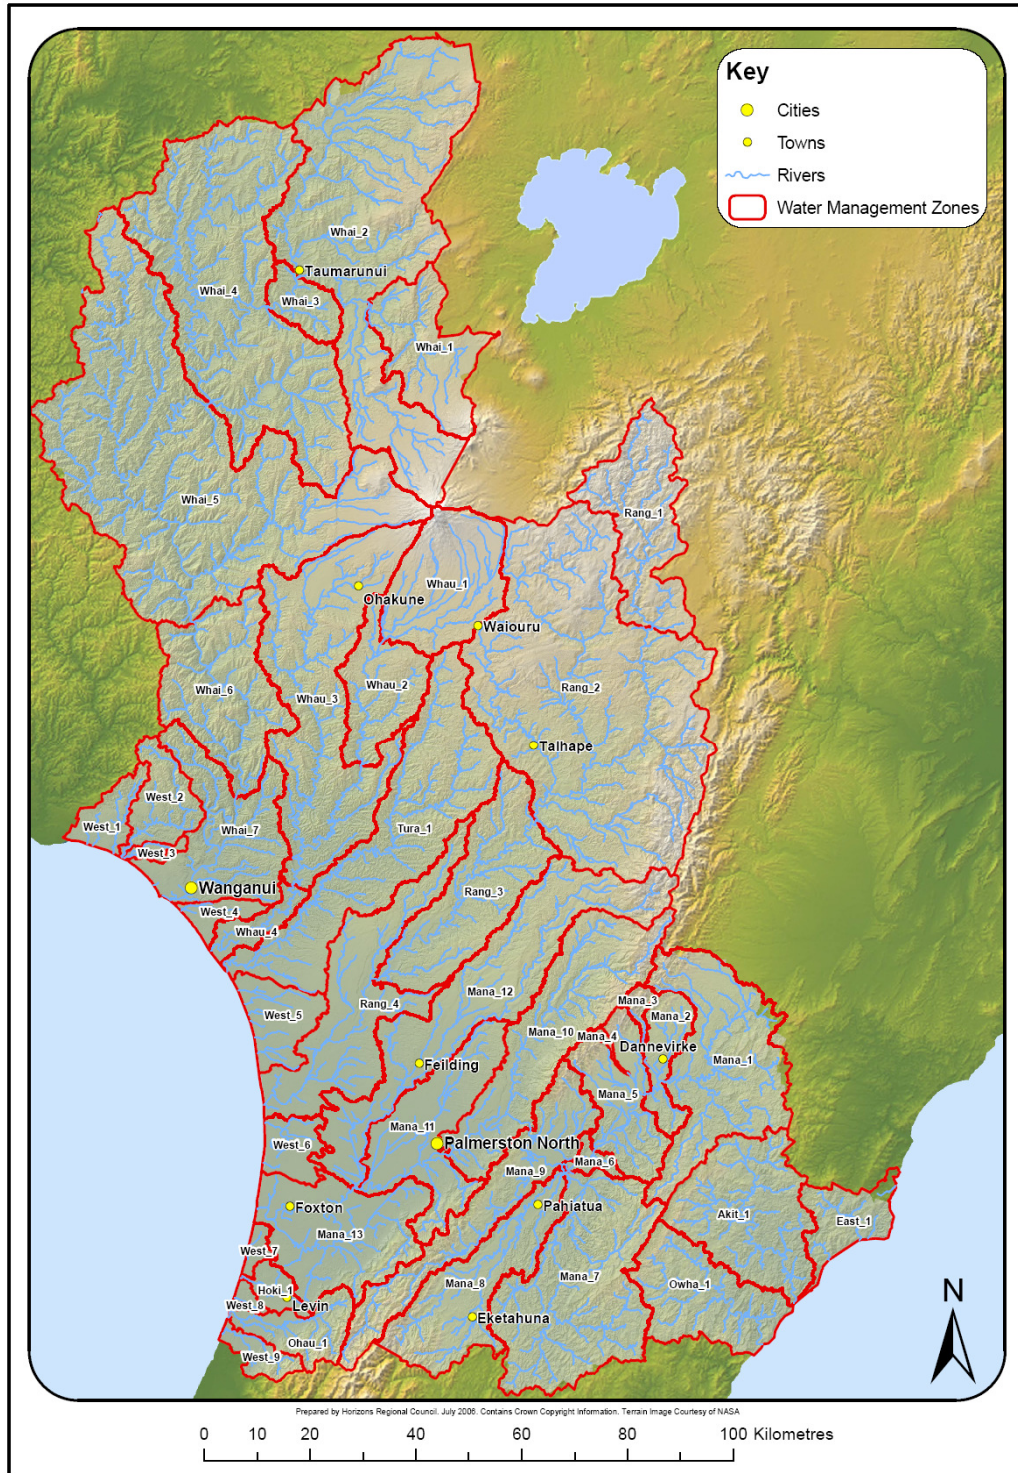 Key
Cities
Towns
Rivers
Water Management Zones
Whai_2
Taumarunui
Whai_4
Whai_3
Whai_1
Whai_5
Rang_1
Whau_1
Ohakune
Waiouru
Whau_2
Rang_2
Whai_6
Whau_3
Taihape
West_2
West_1
Whai_7
Tura_1
West_3
Wanganui
Rang_3
West_4
Whau_4
Mana_12
Rang_4
Mana_3
West_5
Mana_2
Mana_10
Mana_4
Dannevirke
Mana_1
Feilding
Mana_5
Mana_11
West_6
Palmerston North
Mana_6
Mana_9
Foxton
Pahiatua
Akit_1
East_1
Mana_13
West_7
Mana_8
Mana_7
Owha_1
Hoki_1
West_8
Levin
Eketahuna
Ohau_1
West_9
N
Prepared by Horizons Regional Council. July 2006. Contains Crown Copyright Information. Terrain Image Courtesy of NASA
0 10 20 40 60 80 100 Kilometres